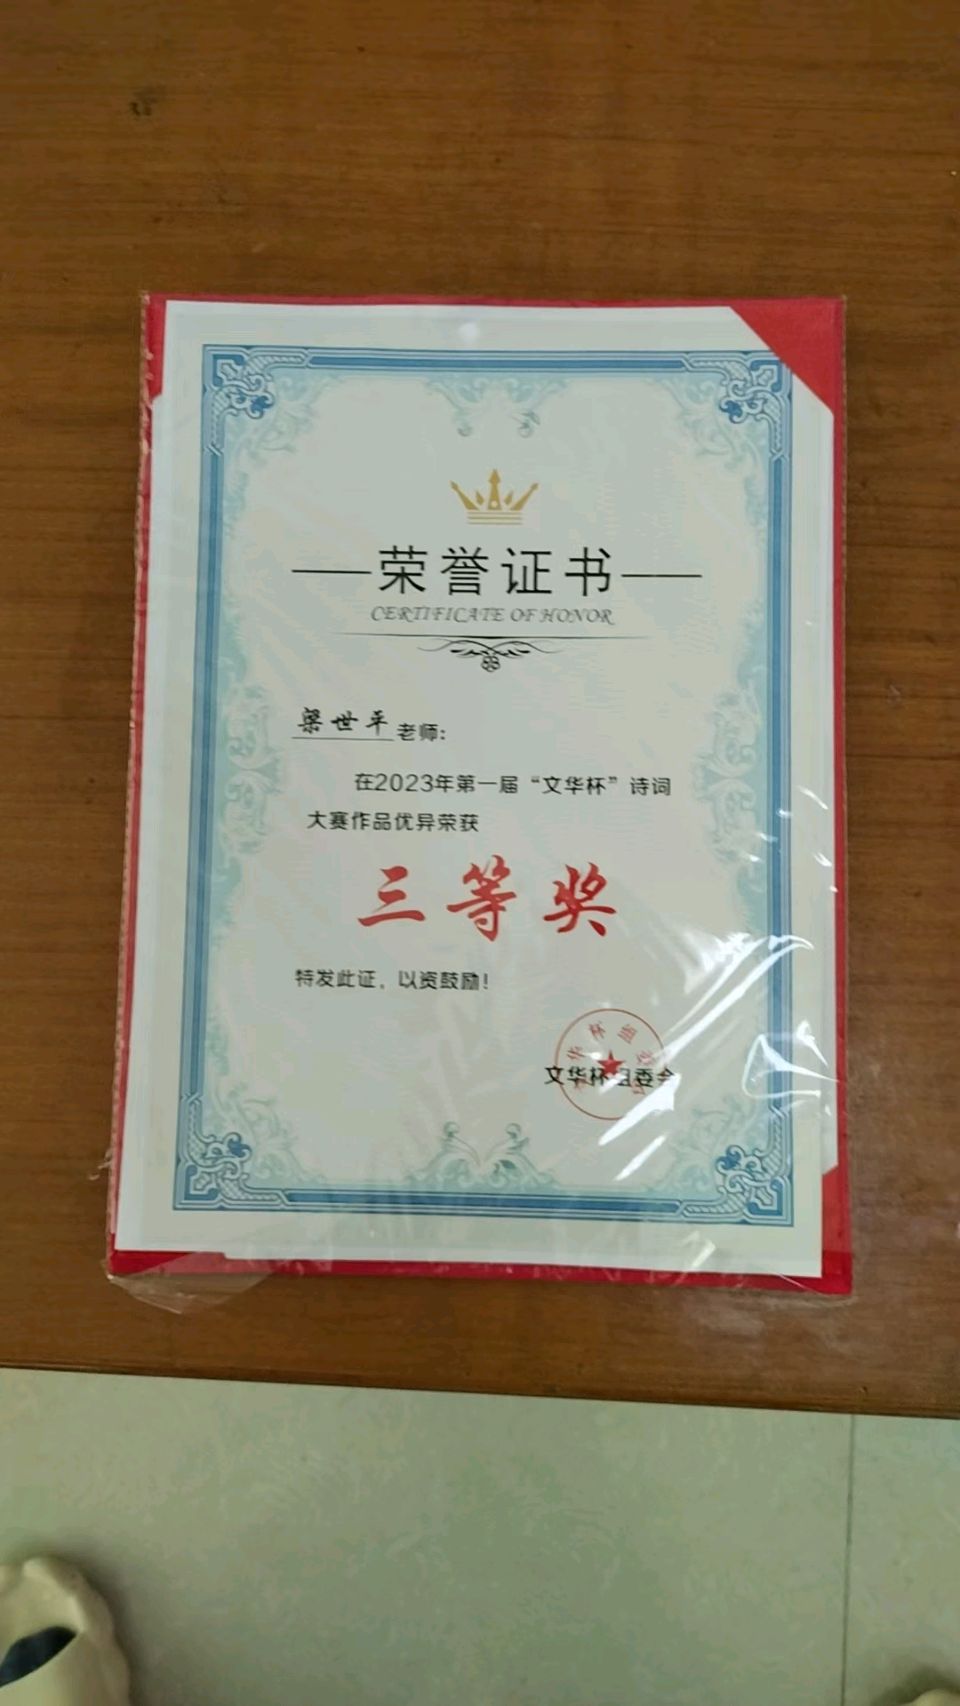 荣誉证书
CERTIFICATE OF HONOR
梁世平老师:
在2023年第一届“文华杯”诗词
大赛作品优异荣获
三等奖
特发此证，以资鼓励！
文华杯组委会